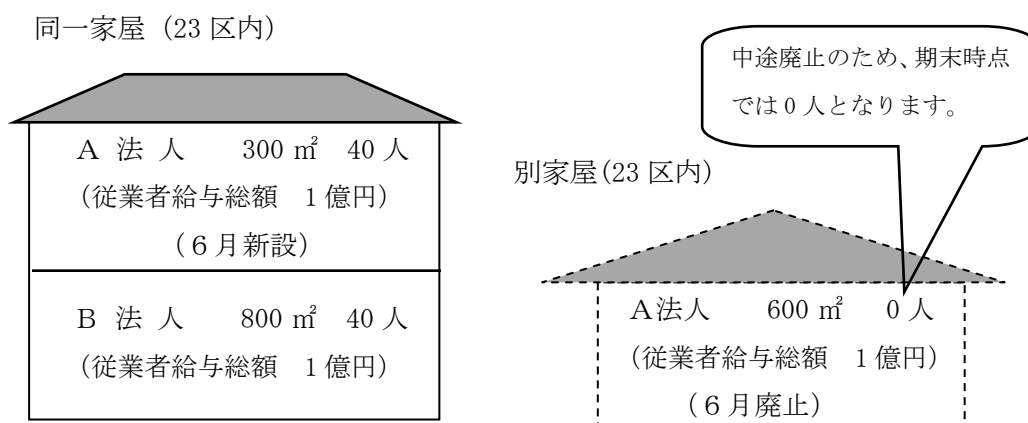 同一家屋（23 区内）
A 法 人　300 ㎡　40 人
（従業者給与総額　1 億円）
（６月新設）
B 法 人　800 ㎡　40 人
（従業者給与総額　1 億円）
中途廃止のため、期末時点
では 0 人となります。
別家屋(23 区内)
A法人　600 ㎡　0 人
（従業者給与総額　1 億円）
（６月廃止）